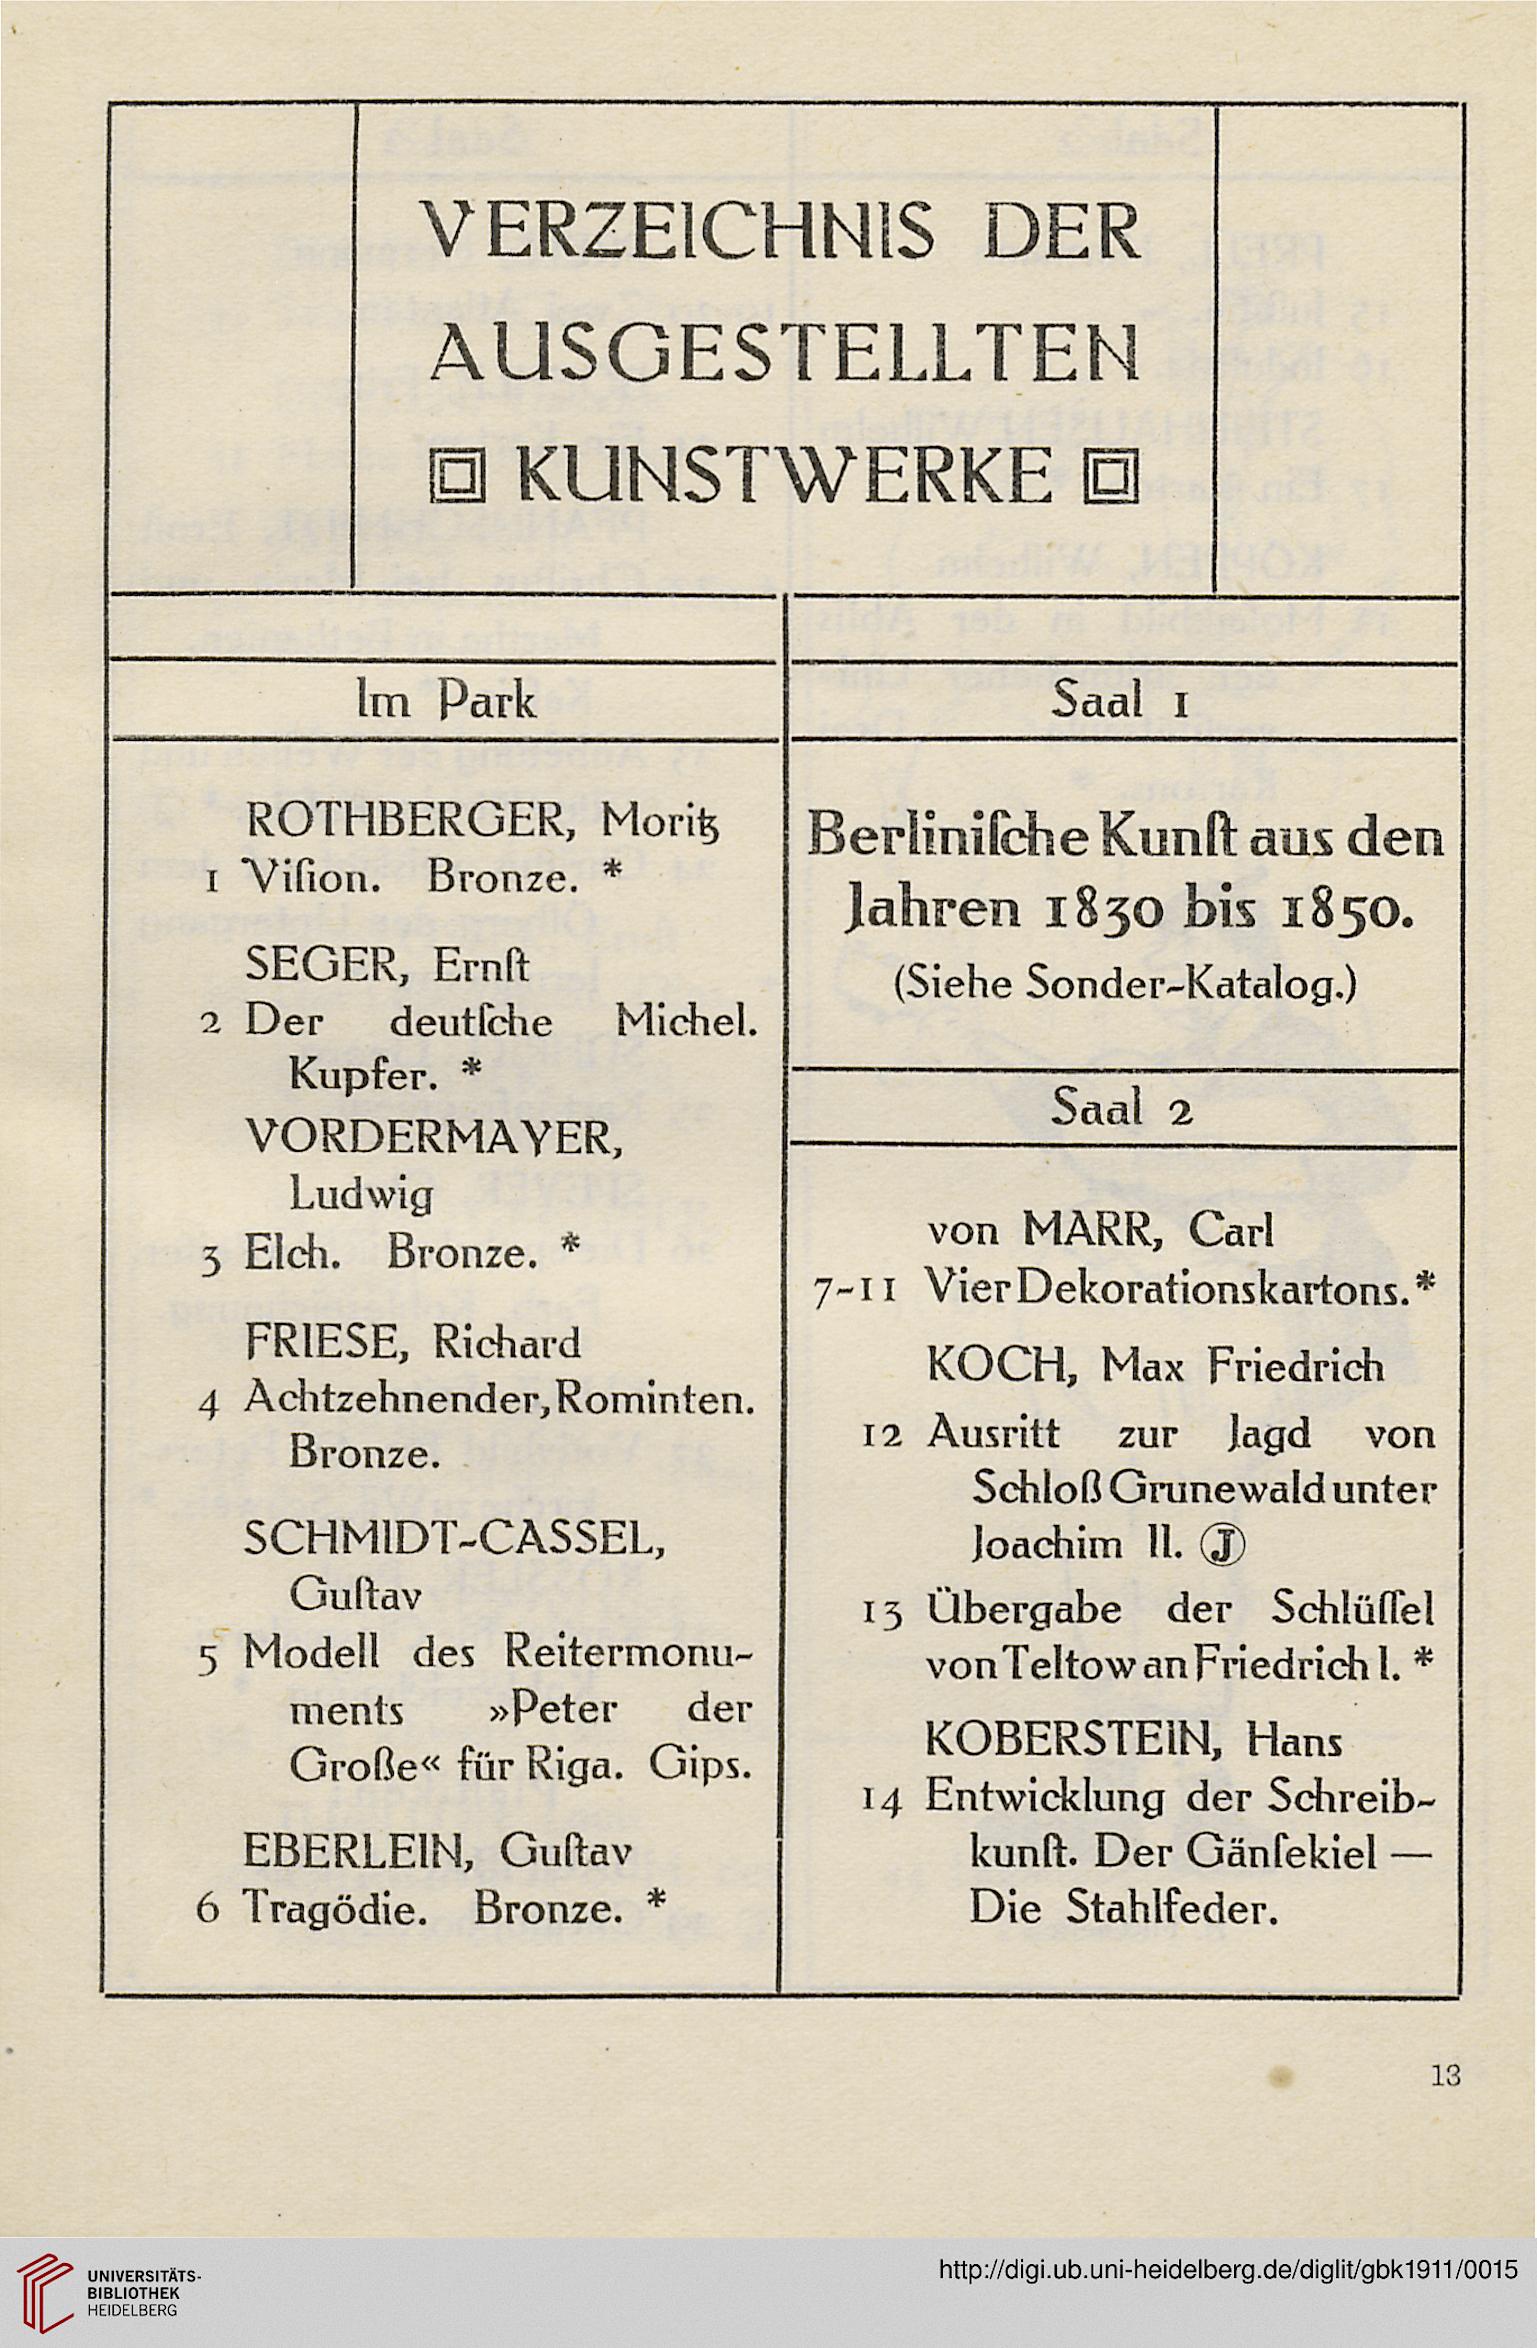 VERZEICHNIS DER
AUSGESTELLTEN
KUNSTWERKE
Im Park
ROTHBERGER, Moritz
1 Viſion. Bronze. *
SEGER, Ernſt
2 Der deutſche Michel.
Kupfer. *
VORDERMAYER,
Ludwig
3 Elch. Bronze. *
FRIESE, Richard
4 Achtzehnender, Rominten.
Bronze.
SCHMIDT-CASSEL,
Guſtav
5 Modell des Reitermonu-
ments »Peter der
Große« für Riga. Gips.
EBERLEIN, Guſtav
6 Tragödie. Bronze. *
Saal 1
Berliniſche Kunſt aus den
Jahren 1830 bis 1850.
(Siehe Sonder-Katalog.)
Saal 2
von MARR, Carl
7-11 Vier Dekorationskartons. *
KOCH, Max Friedrich
12 Ausritt zur Jagd von
Schloß Grunewald unter
Joachim II. Ⓙ
13 Übergabe der Schlüſſel
von Teltow an Friedrich I. *
KOBERSTEIN, Hans
14 Entwicklung der Schreib-
kunſt. Der Gänſekiel —
Die Stahlfeder.
13
UNIVERSITÄTS-
BIBLIOTHEK
HEIDELBERG
http://digi.ub.uni-heidelberg.de/diglit/gbk1911/0015